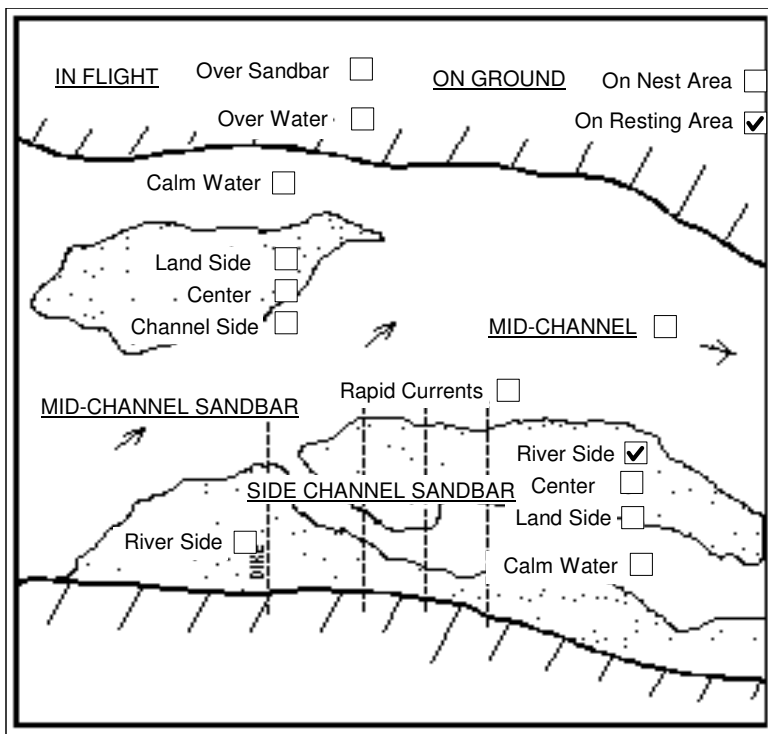 IN FLIGHT Over Sandbar ON GROUND On Nest Area
Over Water On Resting Area
Calm Water
Land Side
Center
Channel Side
MID-CHANNEL
Rapid Currents
MID-CHANNEL SANDBAR
River Side
SIDE CHANNEL SANDBAR Center
Land Side
River Side
DIKE
Calm Water